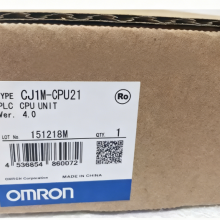 TYPE CJ1M-CPU21
PLC CPU UNIT
Ver. 4.0
LOT No. 151218M QTY. 1
4 536854 860072
OMRON
MADE IN CHINA
Ro